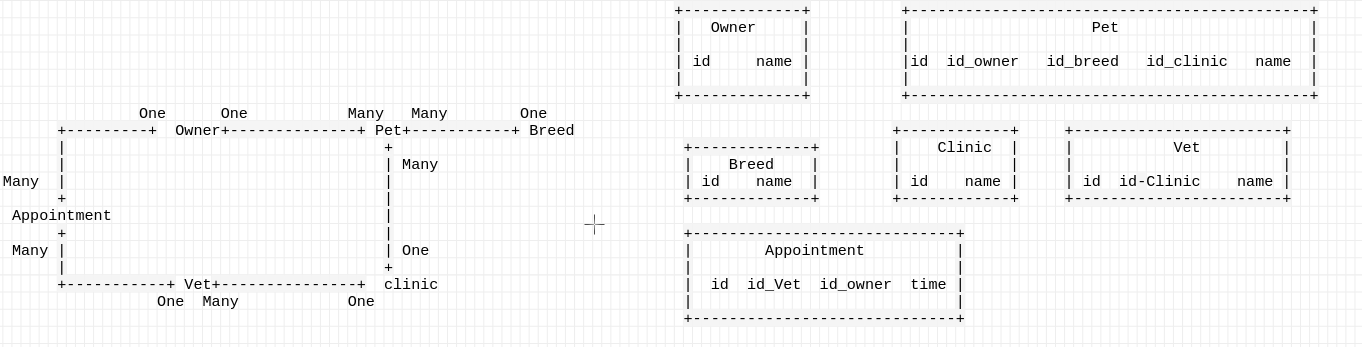 One One Many Many One
Owner Pet Breed
Many
Many
Appointment
Many One
Vet clinic
One Many One
Owner
id name
Pet
id id_owner id_breed id_clinic name
Breed
id name
Clinic
id name
Vet
id id-Clinic name
Appointment
id id_Vet id_owner time